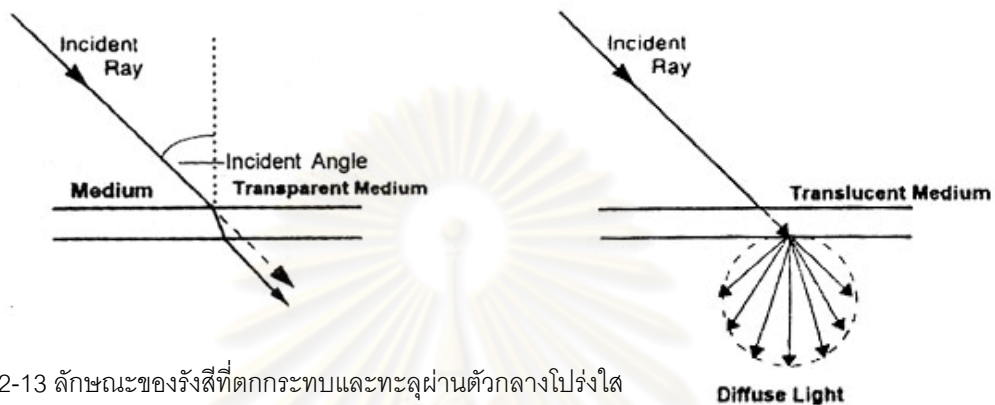 Incident
Ray
Incident Angle
Medium
Transparent Medium
Incident
Ray
Translucent Medium
Diffuse Light
2-13 ลักษณะของรังสีที่ตกกระทบและทะลุผ่านตัวกลางโปร่งใส